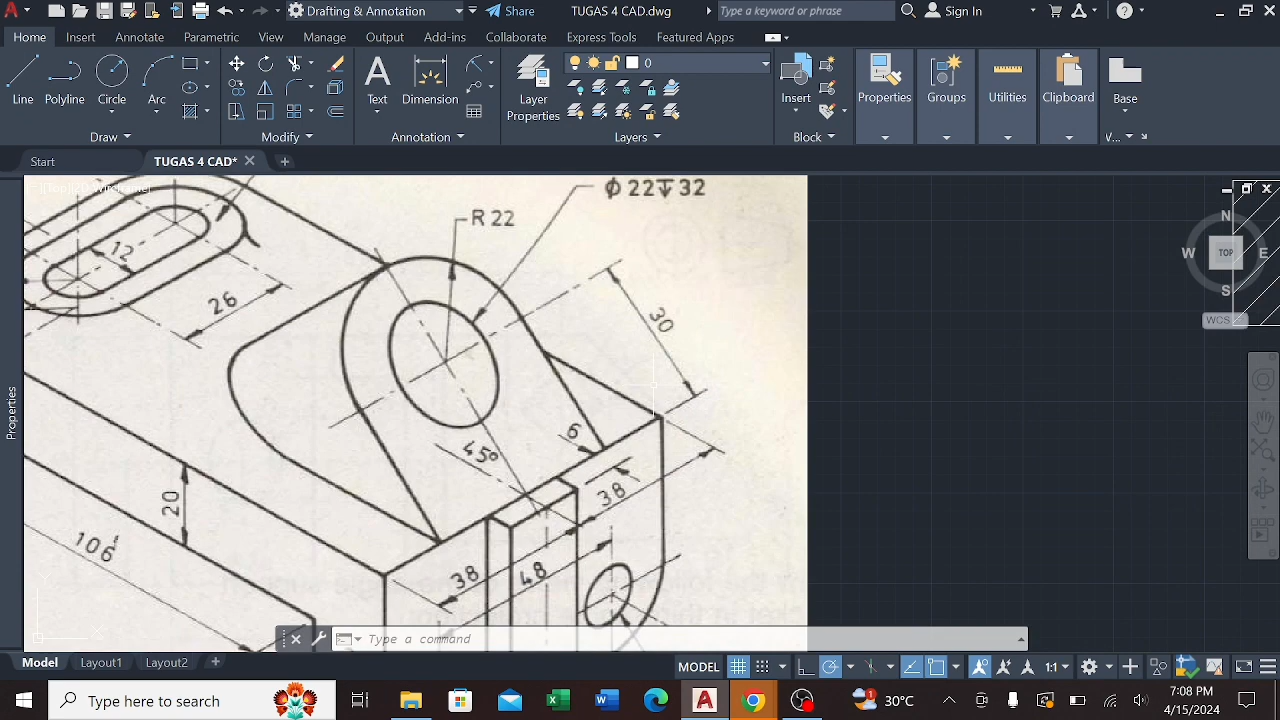 Drafting & Annotation
Share
TUGAS 4 CAD.dwg
Type a keyword or phrase
Sign In
Home
Insert
Annotate
Parametric
View
Manage
Output
Add-ins
Collaborate
Express Tools
Featured Apps
Line
Polyline
Circle
Arc
Text
Dimension
Layer
Properties
0
Insert
Properties
Groups
Utilities
Clipboard
Base
Draw
Modify
Annotation
Layers
Block
V...
Start
TUGAS 4 CAD*
Φ 22↧32
R 22
12
26
30
6
45°
38
20
106
38
48
N
W
TOP
E
S
WCS
Properties
Type a command
Model
Layout1
Layout2
MODEL
1:1
Type here to search
30°C
4/15/2024